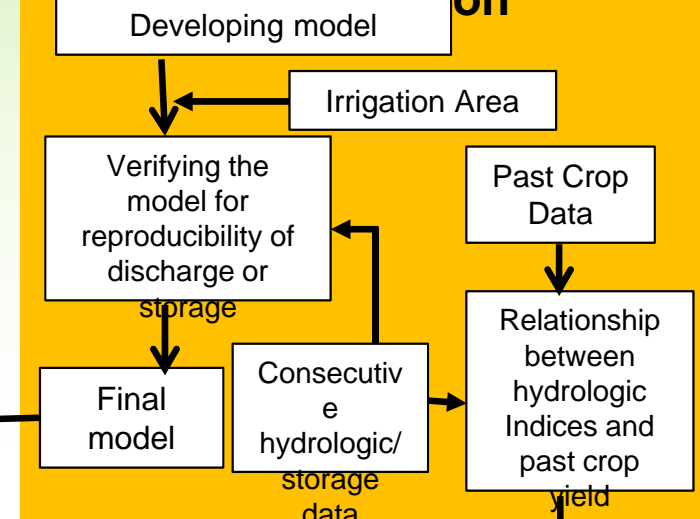 Developing model
Irrigation Area
Verifying the
model for
reproducibility of
discharge or
storage
Past Crop
Data
Relationship
between
hydrologic
Indices and
past crop
yield
Consecutiv
e
hydrologic/
storage
data
Final
model